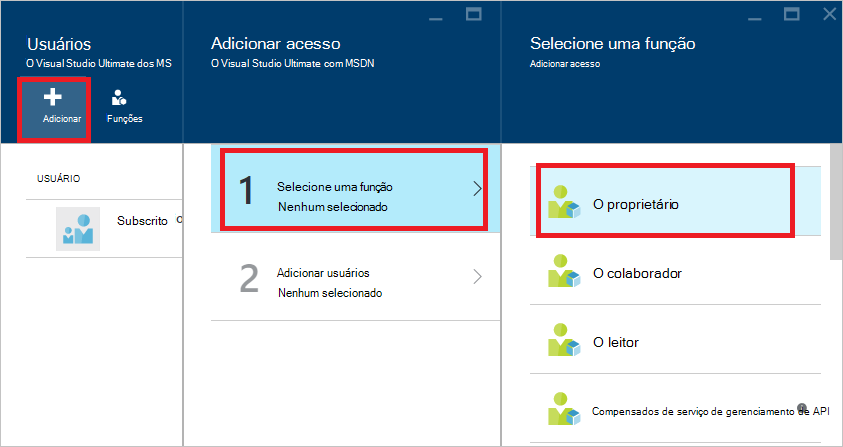 Usuários
O Visual Studio Ultimate dos MS
Adicionar
Funções
USUÁRIO
Subscrito
Adicionar acesso
O Visual Studio Ultimate com MSDN
1
Selecione uma função
Nenhum selecionado
2
Adicionar usuários
Nenhum selecionado
Selecione uma função
Adicionar acesso
O proprietário
O colaborador
O leitor
Compensados de serviço de gerenciamento de API